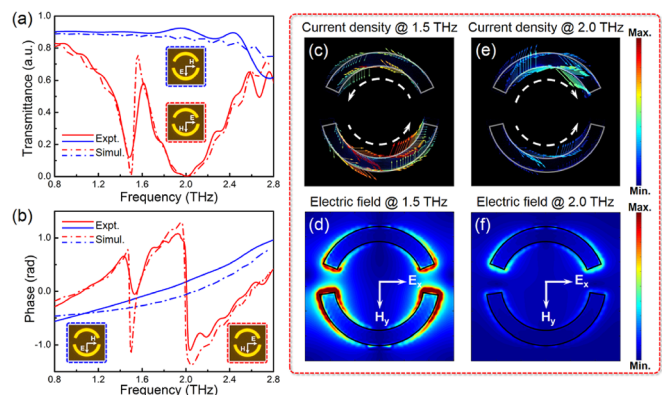 (a)
Transmittance (a.u.)
1.0
0.8
0.6
0.4
0.2
0.0
H
E
E
H
Expt.
Simul.
0.8 1.2 1.6 2.0 2.4 2.8
Frequency (THz)
(b)
Phase (rad)
1.0
0.0
-1.0
Expt.
Simul.
H
E
E
H
0.8 1.2 1.6 2.0 2.4 2.8
Frequency (THz)
Current density @ 1.5 THz
(c)
Current density @ 2.0 THz
(e)
Max.
Min.
Electric field @ 1.5 THz
(d)
Ex
Hy
Electric field @ 2.0 THz
(f)
Ex
Hy
Max.
Min.